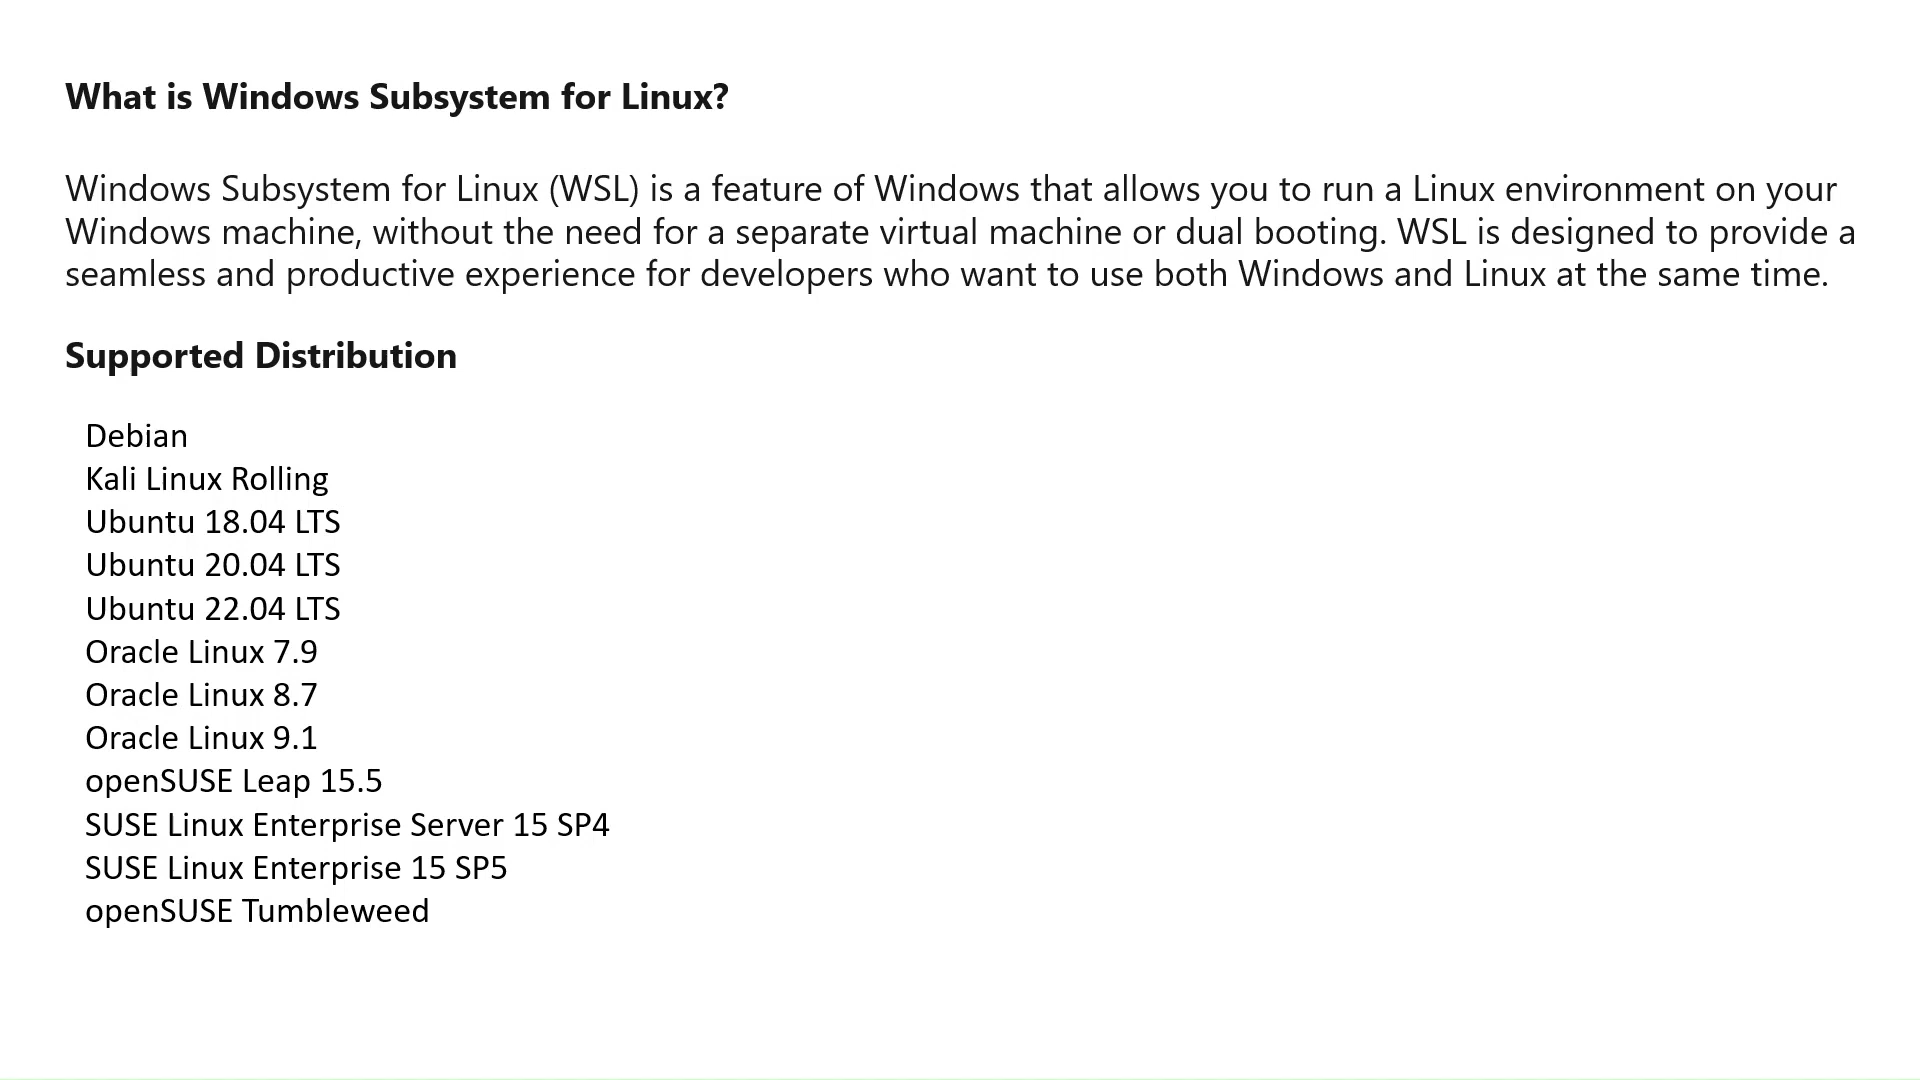 What is Windows Subsystem for Linux?
Windows Subsystem for Linux (WSL) is a feature of Windows that allows you to run a Linux environment on your
Windows machine, without the need for a separate virtual machine or dual booting. WSL is designed to provide a
seamless and productive experience for developers who want to use both Windows and Linux at the same time.
Supported Distribution
Debian
Kali Linux Rolling
Ubuntu 18.04 LTS
Ubuntu 20.04 LTS
Ubuntu 22.04 LTS
Oracle Linux 7.9
Oracle Linux 8.7
Oracle Linux 9.1
openSUSE Leap 15.5
SUSE Linux Enterprise Server 15 SP4
SUSE Linux Enterprise 15 SP5
openSUSE Tumbleweed